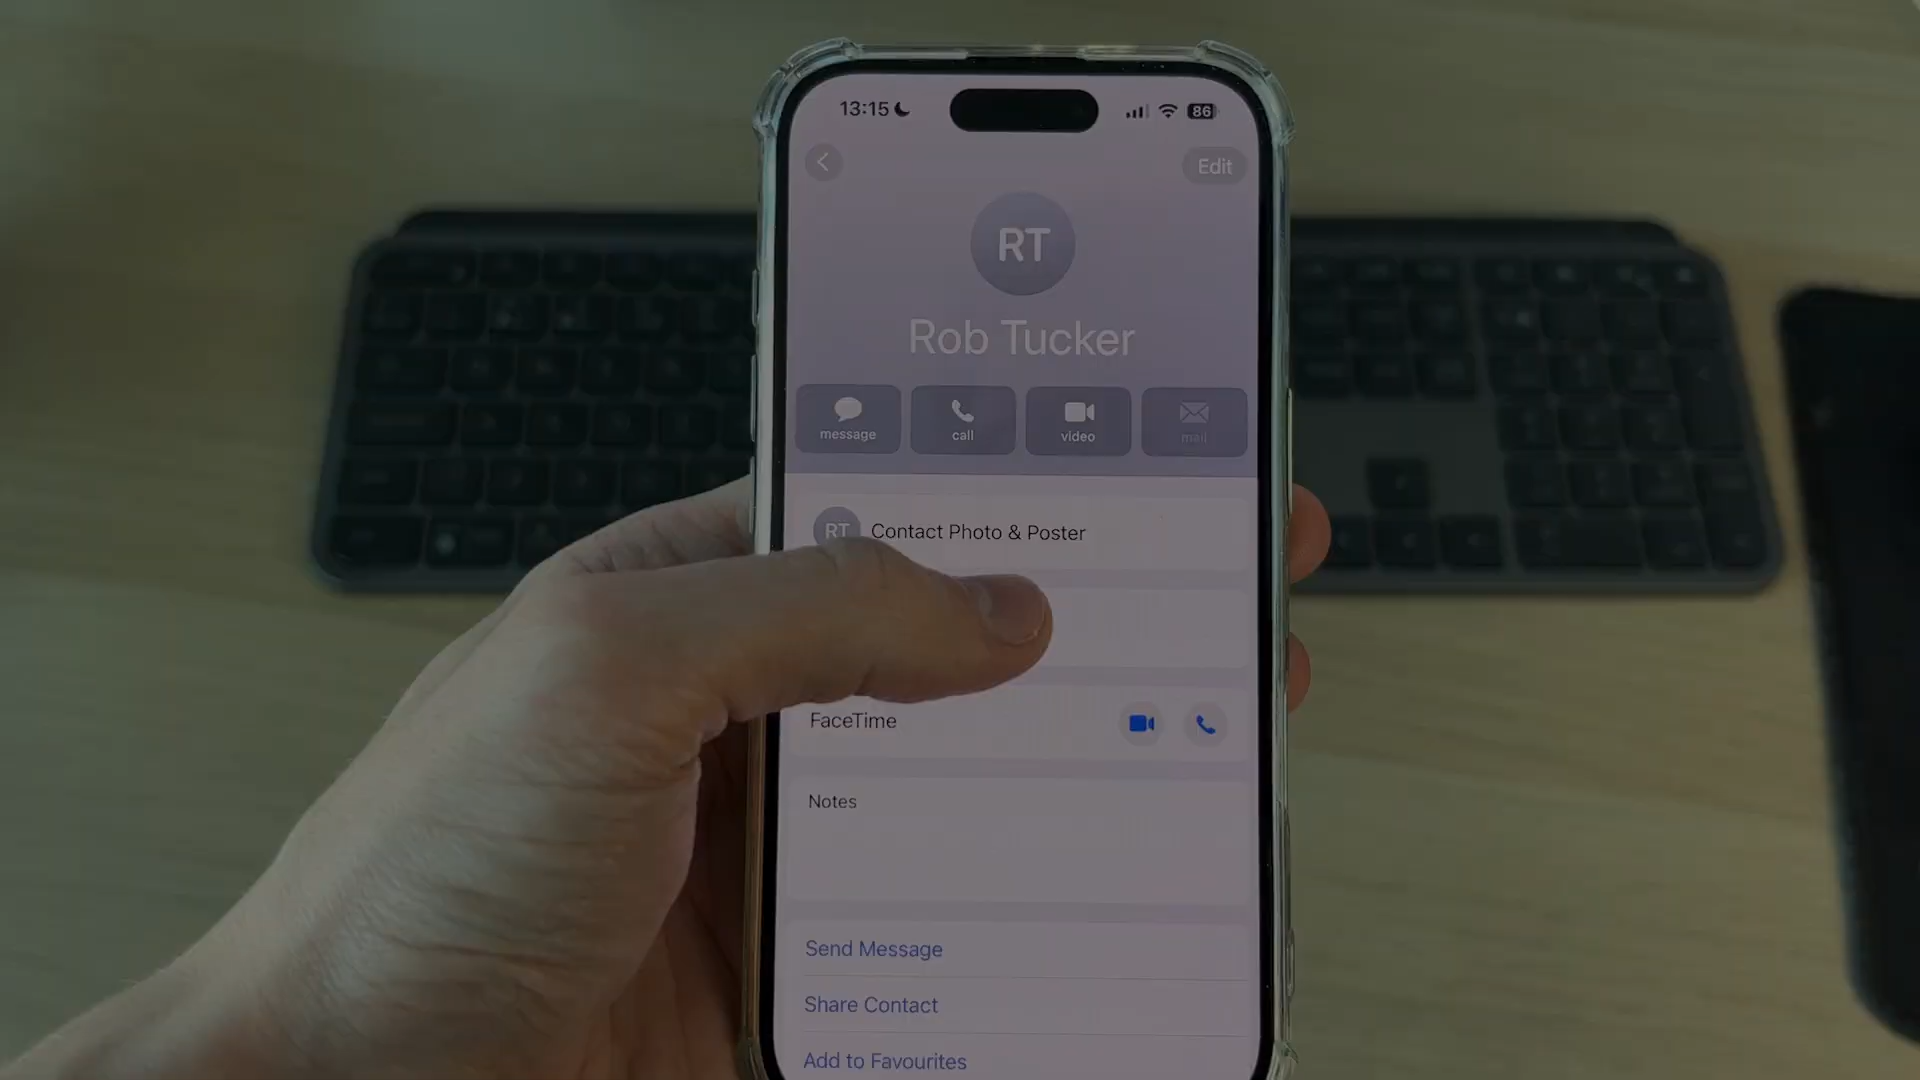 13:15
86
Edit
RT
Rob Tucker
message
call
video
mail
RT
Contact Photo & Poster
FaceTime
Notes
Send Message
Share Contact
Add to Favourites